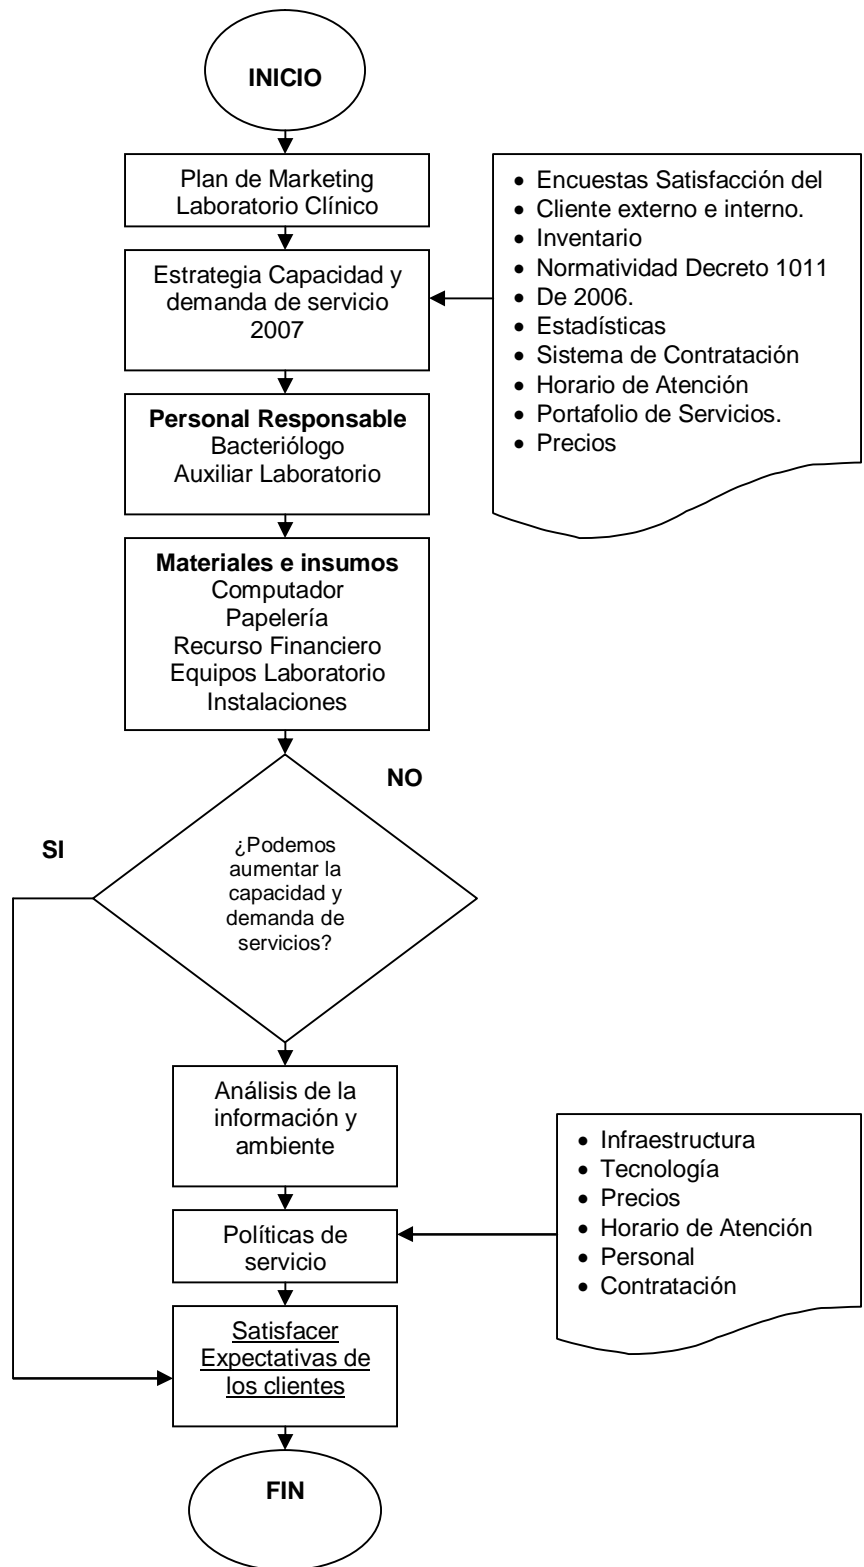 INICIO
Plan de Marketing
Laboratorio Clínico
Estrategia Capacidad y
demanda de servicio
2007
• Encuestas Satisfacción del
• Cliente externo e interno.
• Inventario
• Normatividad Decreto 1011
• De 2006.
• Estadísticas
• Sistema de Contratación
• Horario de Atención
• Portafolio de Servicios.
• Precios
Personal Responsable
Bacteriólogo
Auxiliar Laboratorio
Materiales e insumos
Computador
Papelería
Recurso Financiero
Equipos Laboratorio
Instalaciones
NO
SI
¿Podemos
aumentar la
capacidad y
demanda de
servicios?
Análisis de la
información y
ambiente
Políticas de
servicio
• Infraestructura
• Tecnología
• Precios
• Horario de Atención
• Personal
• Contratación
Satisfacer
Expectativas de
los clientes
FIN